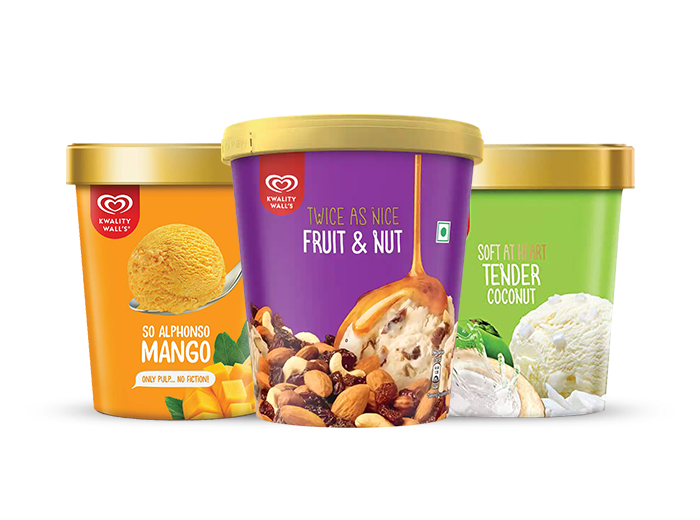 KWALITY
WALL'S®
SO ALPHONSO
MANGO
ONLY PULP... NO FICTION!
KWALITY
WALL'S
TWICE AS NICE
FRUIT & NUT
SOFT AT HEART
TENDER
COCONUT